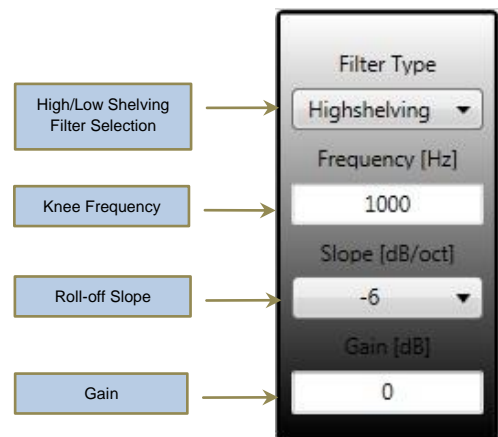 Filter Type
High/Low Shelving
Filter Selection
Highshelving
Frequency [Hz]
Knee Frequency
1000
Slope [dB/oct]
Roll-off Slope
-6
Gain [dB]
Gain
0